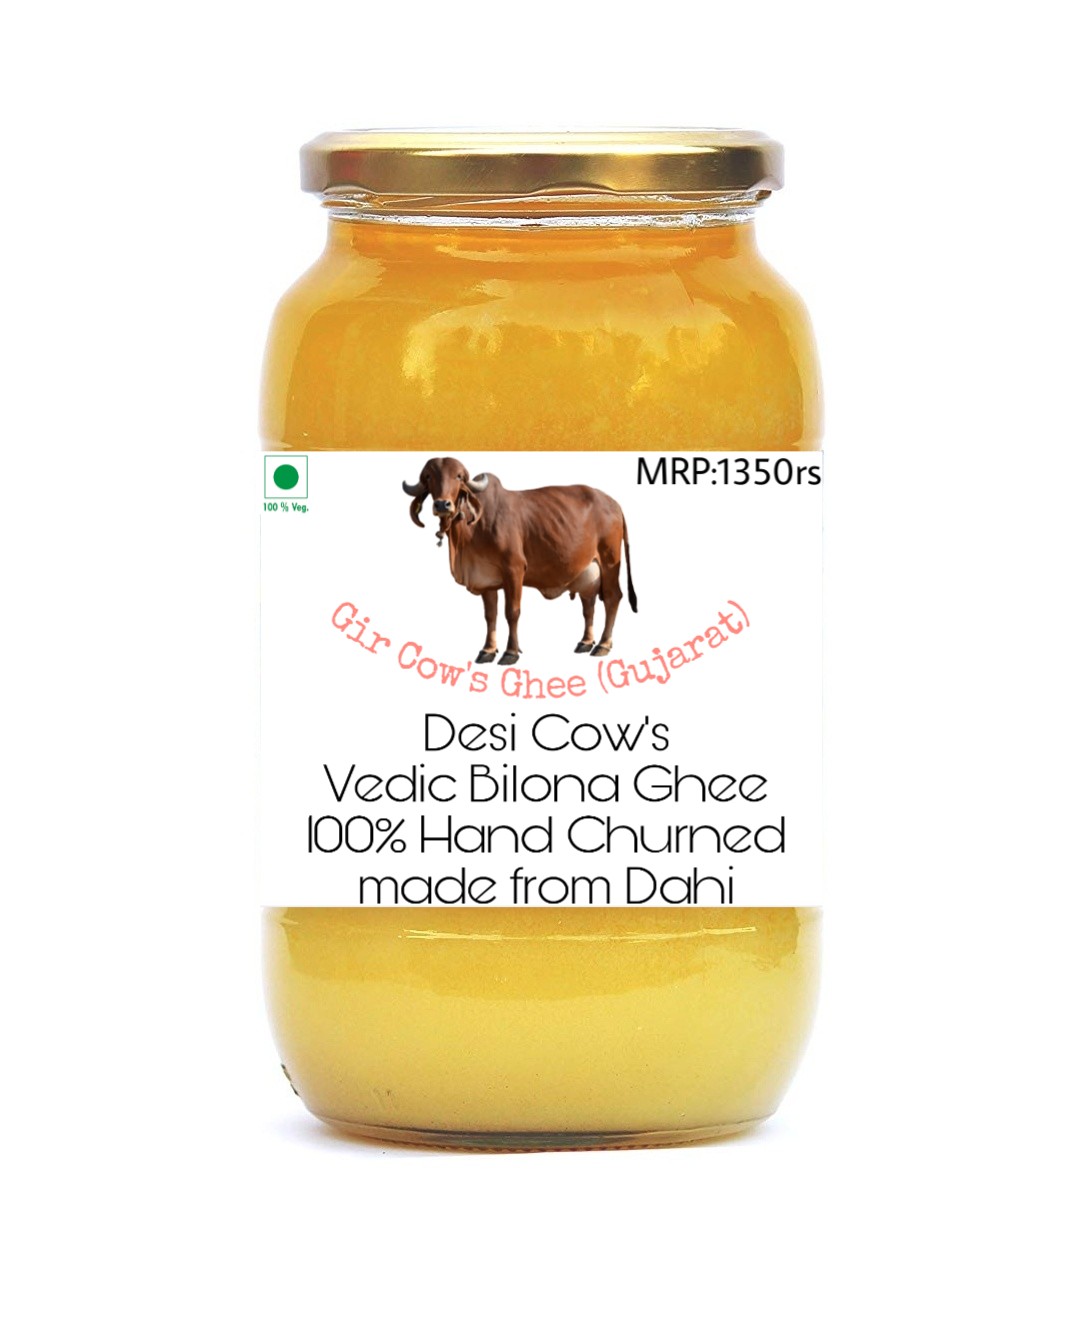 MRP:1350rs
100 % Veg.
Gir Cow's Ghee (Gujarat)
Desi Cow's
Vedic Bilona Ghee
100% Hand Churned
made from Dahi